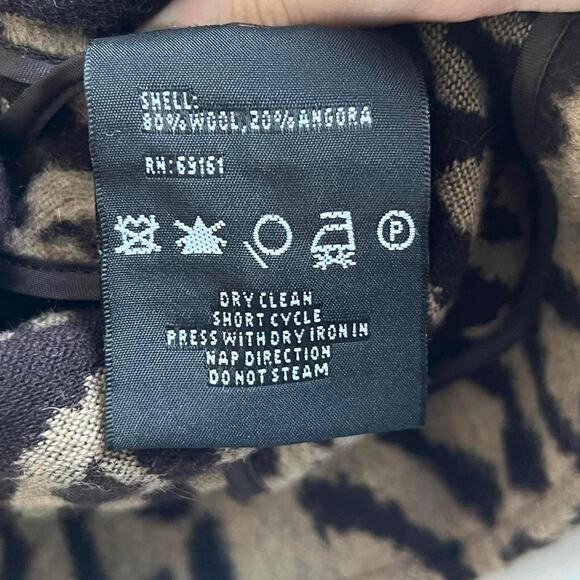 SHELL:
80%WOOL,20%ANGORA
RN:69161
P
DRY CLEAN
SHORT CYCLE
PRESS WITH DRY IRON IN
NAP DIRECTION
DO NOT STEAM